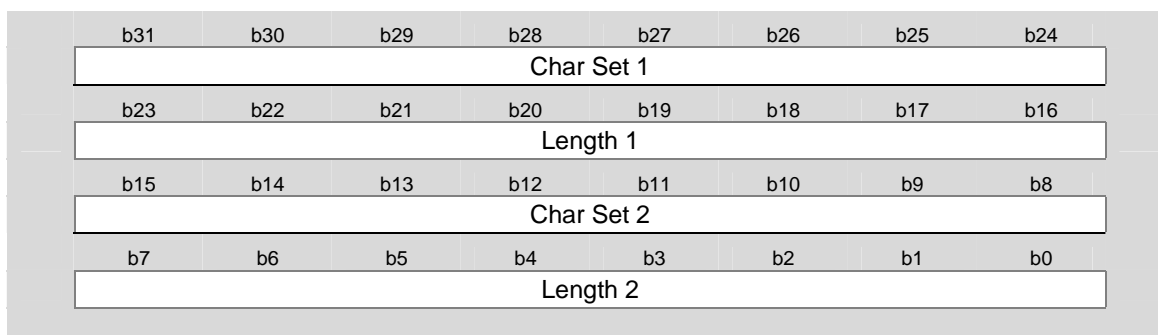 b31 b30 b29 b28 b27 b26 b25 b24
Char Set 1
b23 b22 b21 b20 b19 b18 b17 b16
Length 1
b15 b14 b13 b12 b11 b10 b9 b8
Char Set 2
b7 b6 b5 b4 b3 b2 b1 b0
Length 2